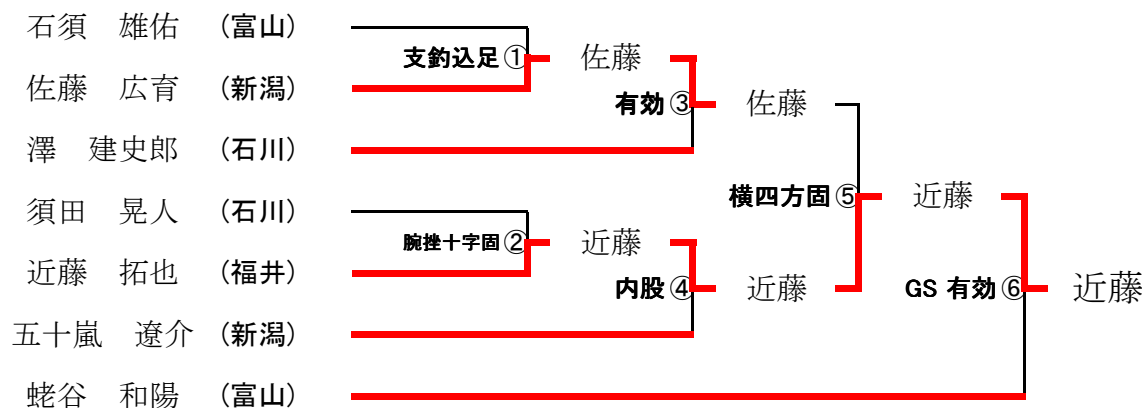 石須　雄佑　(富山)
支釣込足①　佐藤
佐藤　広育　(新潟)
有効③　佐藤
澤　建史郎　(石川)
横四方固⑤　近藤
須田　晃人　(石川)
腕挫十字固②　近藤
近藤　拓也　(福井)
内股④　近藤
GS 有効⑥　近藤
五十嵐　遼介　(新潟)
蛯谷　和陽　(富山)